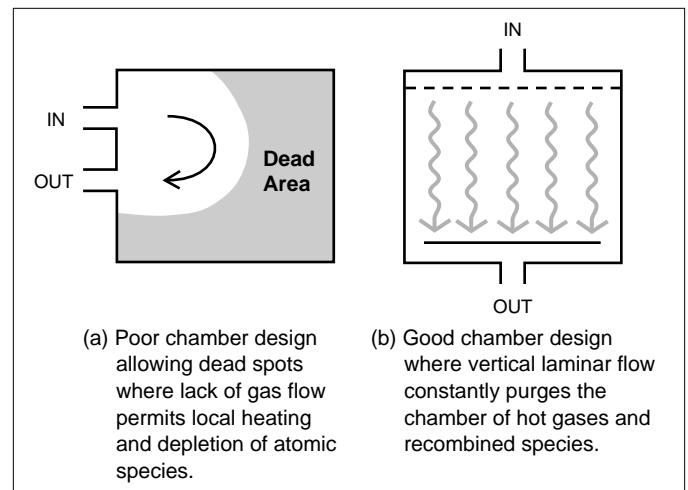 IN
OUT
Dead
Area
(a) Poor chamber design
allowing dead spots
where lack of gas flow
permits local heating
and depletion of atomic
species.
IN
OUT
(b) Good chamber design
where vertical laminar flow
constantly purges the
chamber of hot gases and
recombined species.